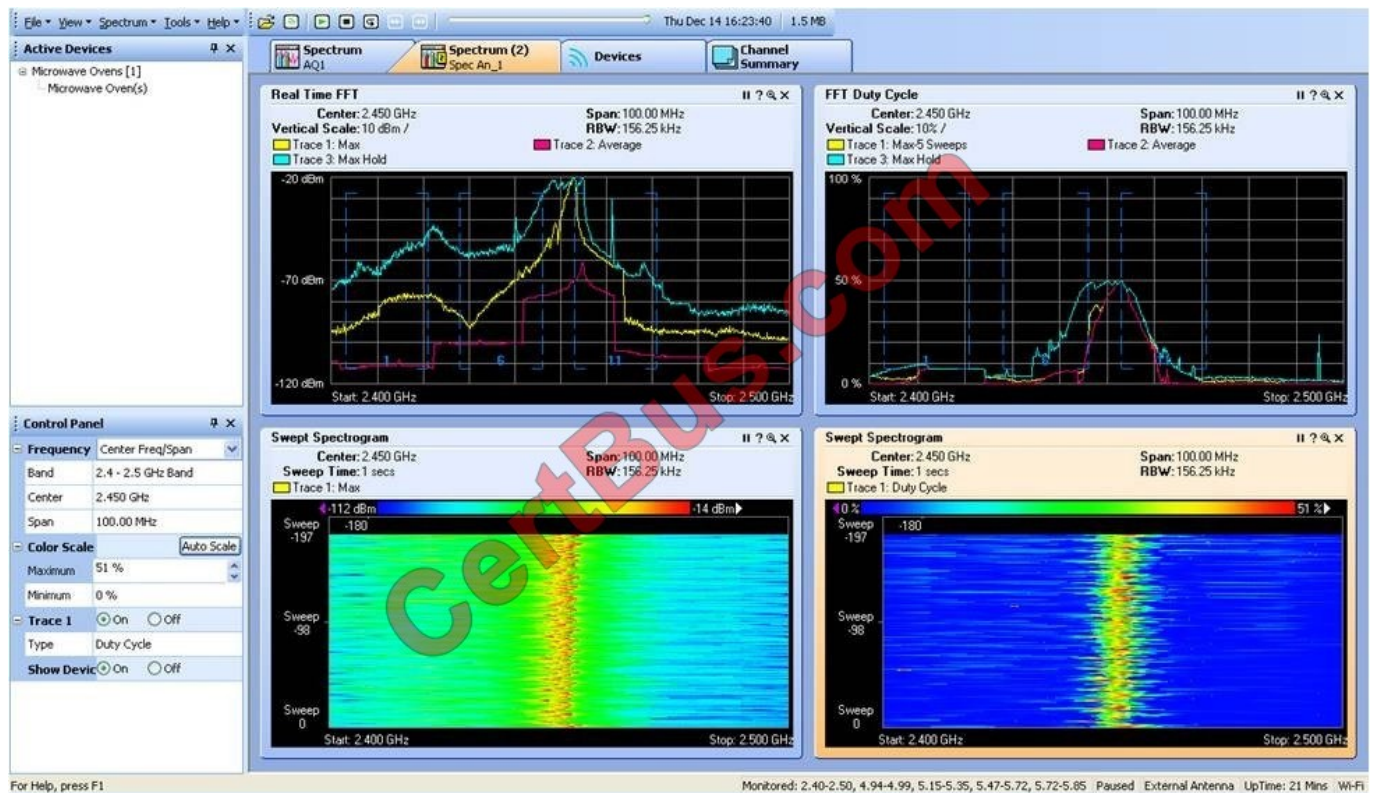 File View Spectrum Tools Help Thu Dec 14 16:23:40 1.5 MB
Active Devices
Microwave Ovens [1]
Microwave Oven(s)
Spectrum
AQ1
Spectrum (2)
Spec An_1
Devices
Channel
Summary
Real Time FFT
Center: 2.450 GHz Span: 100.00 MHz
Vertical Scale: 10 dBm / RBW: 156.25 kHz
Trace 1: Max Trace 2: Average
Trace 3: Max Hold
-20 dBm
-70 dBm
1 6 11
-120 dBm
Start: 2.400 GHz Stop: 2.500 GHz
FFT Duty Cycle
Center: 2.450 GHz Span: 100.00 MHz
Vertical Scale: 10% / RBW: 156.25 kHz
Trace 1: Max-5 Sweeps Trace 2: Average
Trace 3: Max Hold
100 %
50 %
1
0 %
Start: 2.400 GHz Stop: 2.500 GHz
Control Panel
Frequency Center Freq/Span
Band 2.4 - 2.5 GHz Band
Center 2.450 GHz
Span 100.00 MHz
Color Scale Auto Scale
Maximum 51 %
Minimum 0 %
Trace 1 On Off
Type Duty Cycle
Show Devic On Off
Swept Spectrogram
Center: 2.450 GHz Span: 100.00 MHz
Sweep Time: 1 secs RBW: 156.25 kHz
Trace 1: Max
-112 dBm -14 dBm
Sweep -180
-197
Sweep
-98
Sweep
0
Start: 2.400 GHz Stop: 2.500 GHz
Swept Spectrogram
Center: 2.450 GHz Span: 100.00 MHz
Sweep Time: 1 secs RBW: 156.25 kHz
Trace 1: Duty Cycle
0 % 51 %
Sweep -180
-197
Sweep
-98
Sweep
0
Start: 2.400 GHz Stop: 2.500 GHz
CertBus.com
For Help, press F1 Monitored: 2.40-2.50, 4.94-4.99, 5.15-5.35, 5.47-5.72, 5.72-5.85 Paused External Antenna UpTime: 21 Mins Wi-Fi